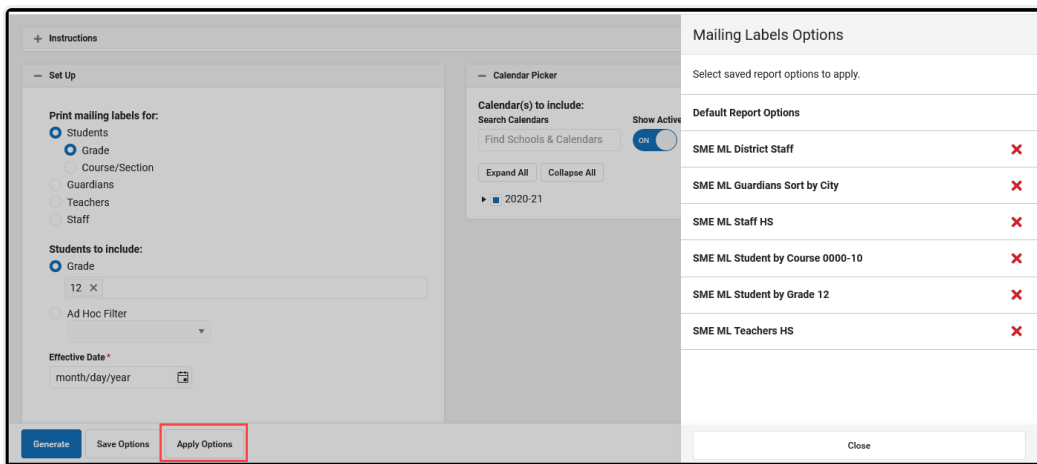 Instructions
Set Up
Print mailing labels for:
Students
Grade
Course/Section
Guardians
Teachers
Staff
Students to include:
Grade
12
Ad Hoc Filter
Effective Date*
month/day/year
Calendar Picker
Calendar(s) to include:
Search Calendars
Show Active
Find Schools & Calendars
ON
Expand All
Collapse All
2020-21
Generate
Save Options
Apply Options
Mailing Labels Options
Select saved report options to apply.
Default Report Options
SME ML District Staff
SME ML Guardians Sort by City
SME ML Staff HS
SME ML Student by Course 0000-10
SME ML Student by Grade 12
SME ML Teachers HS
Close